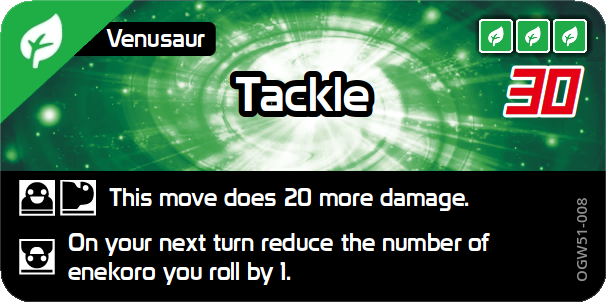 Venusaur
Tackle
30
This move does 20 more damage.
On your next turn reduce the number of
enekoro you roll by 1.
OGW51-008